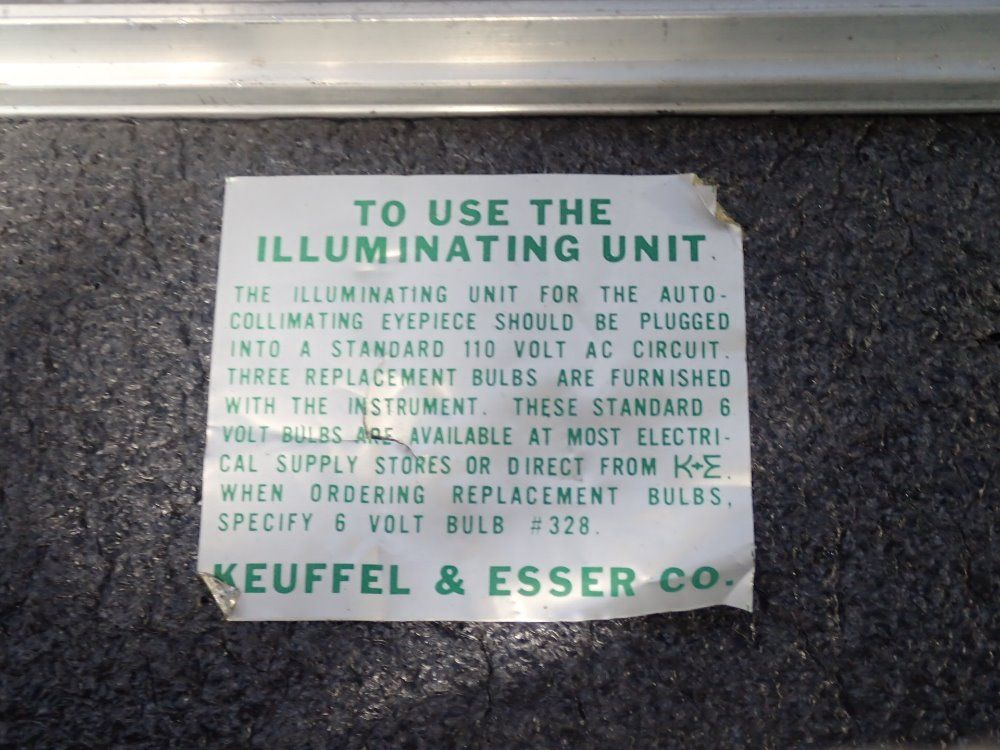 TO USE THE
ILLUMINATING UNIT.
THE ILLUMINATING UNIT FOR THE AUTO-
COLLIMATING EYEPIECE SHOULD BE PLUGGED
INTO A STANDARD 110 VOLT AC CIRCUIT.
THREE REPLACEMENT BULBS ARE FURNISHED
WITH THE INSTRUMENT. THESE STANDARD 6
VOLT BULBS ARE AVAILABLE AT MOST ELECTRI-
CAL SUPPLY STORES OR DIRECT FROM K+E.
WHEN ORDERING REPLACEMENT BULBS,
SPECIFY 6 VOLT BULB #328.
KEUFFEL & ESSER CO.